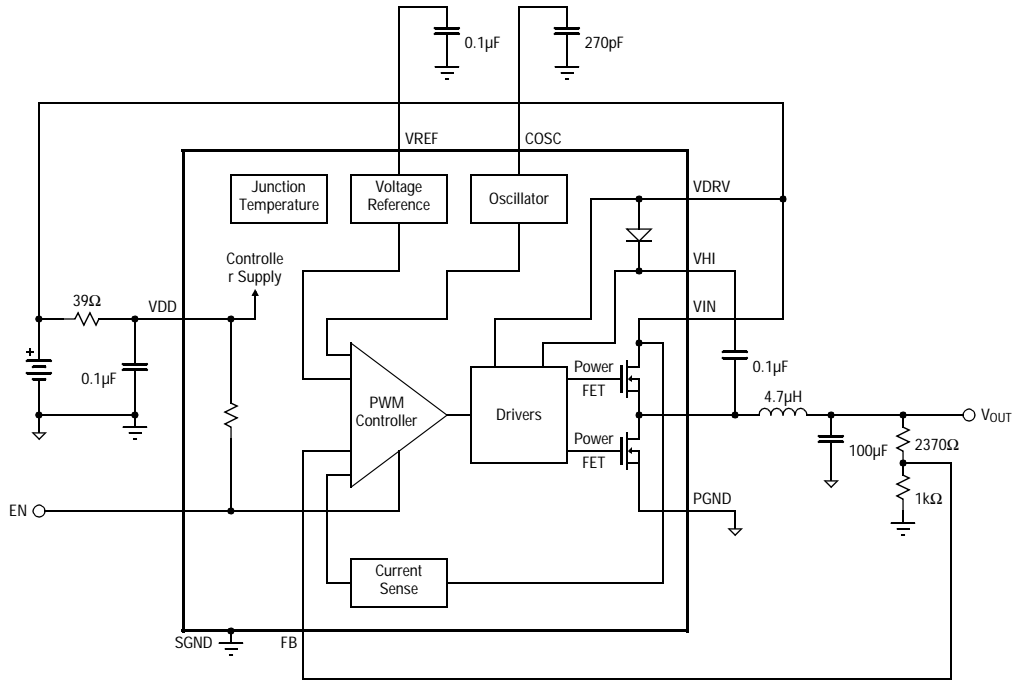 0.1µF
270pF
VREF
COSC
Junction
Temperature
Voltage
Reference
Oscillator
VDRV
Controlle
r Supply
VHI
39Ω
VDD
VIN
+
0.1µF
Power
FET
0.1µF
PWM
Controller
Drivers
4.7µH
Power
FET
VOUT
100µF
2370Ω
1kΩ
EN
PGND
Current
Sense
SGND
FB